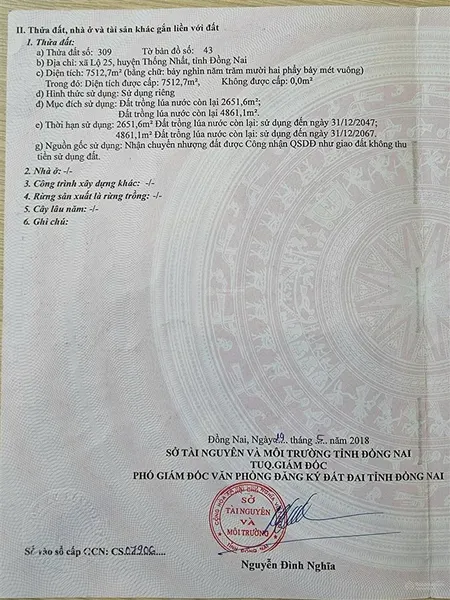 II. Thửa đất, nhà ở và tài sản khác gắn liền với đất
1. Thửa đất:
a) Thửa đất số: 309 Tờ bản đồ số: 43
b) Địa chỉ: xã Lộ 25, huyện Thống Nhất, tỉnh Đồng Nai
c) Diện tích: 7512,7m² (bằng chữ: bảy nghìn năm trăm mười hai phẩy bảy mét vuông)
Trong đó: Diện tích được cấp: 7512,7m², Không được cấp: 0,0m²
d) Hình thức sử dụng: Sử dụng riêng
đ) Mục đích sử dụng: Đất trồng lúa nước còn lại 2651,6m²;
Đất trồng lúa nước còn lại 4861,1m².
e) Thời hạn sử dụng: 2651,6m² Đất trồng lúa nước còn lại: sử dụng đến ngày 31/12/2047;
4861,1m² Đất trồng lúa nước còn lại: sử dụng đến ngày 31/12/2067.
g) Nguồn gốc sử dụng: Nhận chuyển nhượng đất được Công nhận QSDĐ như giao đất không thu
tiền sử dụng đất.
2. Nhà ở: -/-
3. Công trình xây dựng khác: -/-
4. Rừng sản xuất là rừng trồng: -/-
5. Cây lâu năm: -/-
6. Ghi chú:
Đồng Nai, Ngày 29 tháng 5 năm 2018
SỞ TÀI NGUYÊN VÀ MÔI TRƯỜNG TỈNH ĐỒNG NAI
TUQ.GIÁM ĐỐC
PHÓ GIÁM ĐỐC VĂN PHÒNG ĐĂNG KÝ ĐẤT ĐAI TỈNH ĐỒNG NAI
SỞ
TÀI NGUYÊN
VÀ
MÔI TRƯỜNG
TỈNH ĐỒNG NAI
Số vào sổ cấp GCN: CS07906
Nguyễn Đình Nghĩa